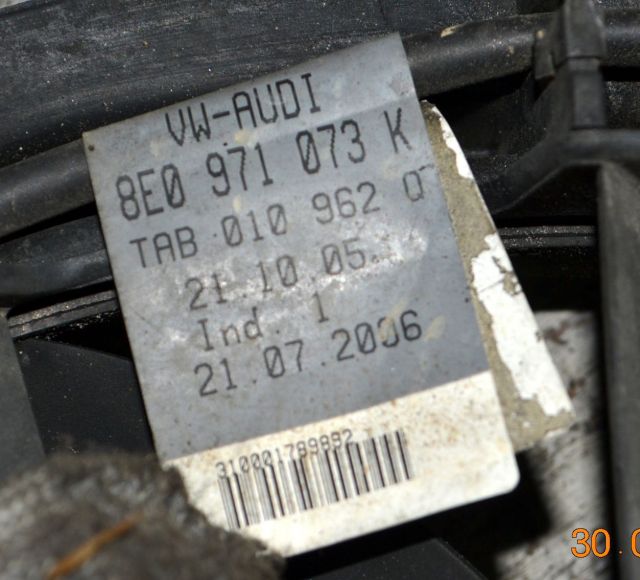 VW-AUDI
8E0 971 073 K
TAB 010 962 Q
21.10.05.
Ind. 1
21.07.2006
310001789892
30.0